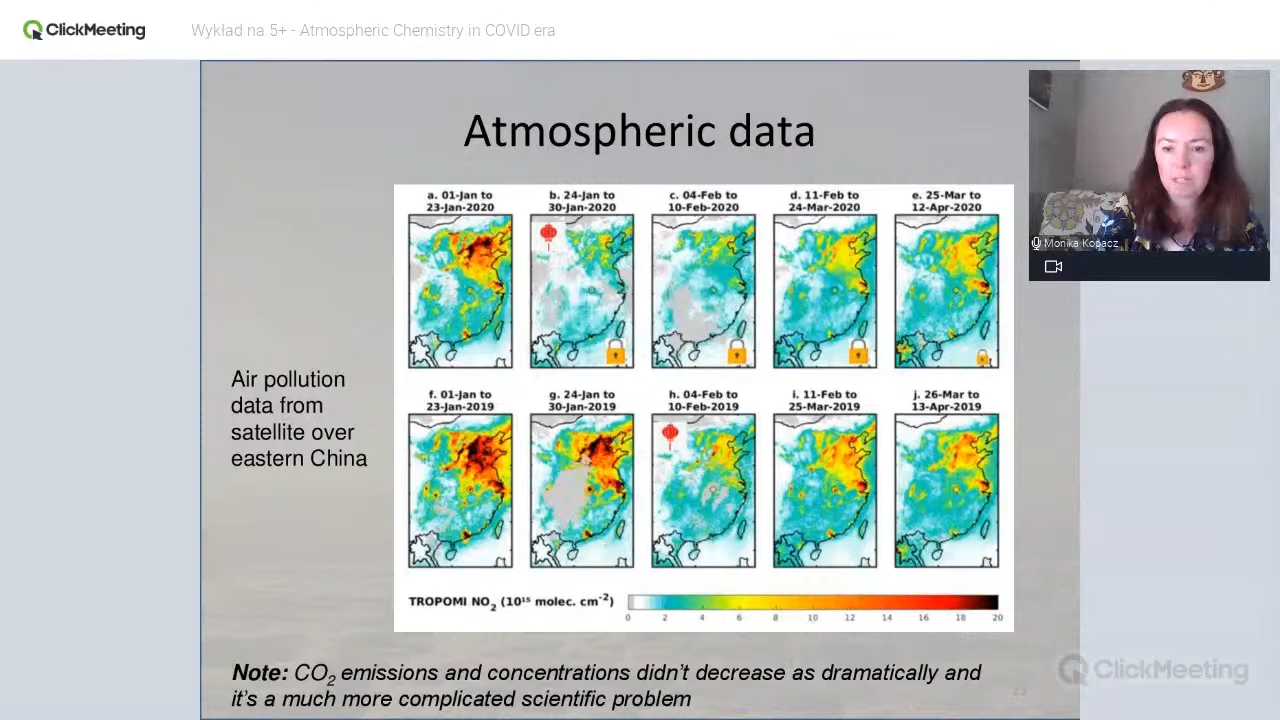 ClickMeeting
Wykład na 5+ - Atmospheric Chemistry in COVID era
Atmospheric data
a. 01-Jan to
23-Jan-2020
b. 24-Jan to
30-Jan-2020
c. 04-Feb to
10-Feb-2020
d. 11-Feb to
24-Mar-2020
e. 25-Mar to
12-Apr-2020
Monika Kopacz
Air pollution
data from
satellite over
eastern China
f. 01-Jan to
23-Jan-2019
g. 24-Jan to
30-Jan-2019
h. 04-Feb to
10-Feb-2019
i. 11-Feb to
25-Mar-2019
j. 26-Mar to
13-Apr-2019
TROPOMI NO₂ (10¹⁵ molec. cm⁻²)
0 2 4 6 8 10 12 14 16 18 20
Note: CO₂ emissions and concentrations didn't decrease as dramatically and
it's a much more complicated scientific problem
23
ClickMeeting